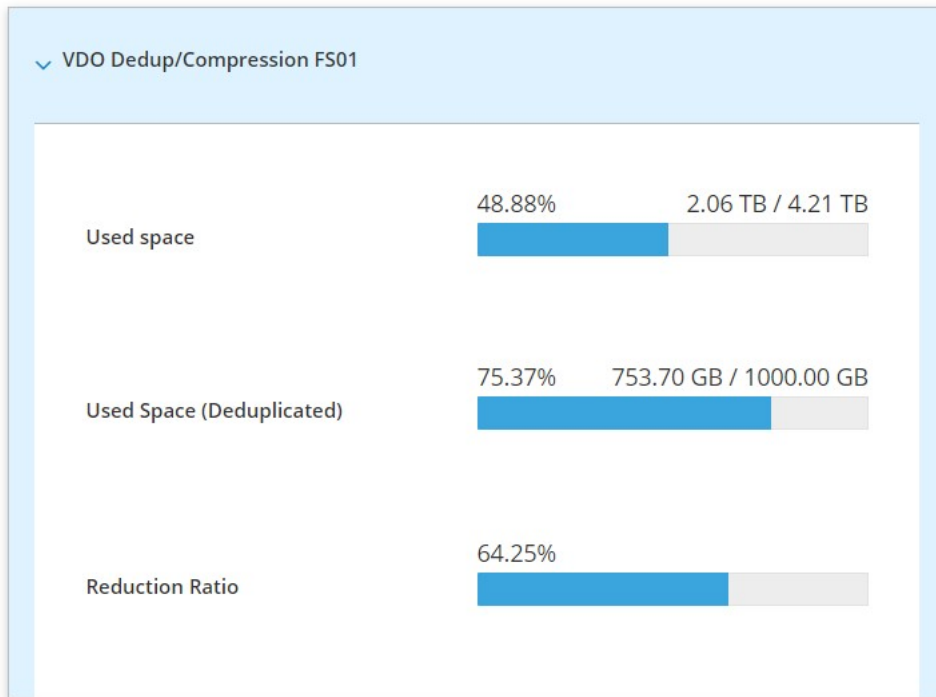 VDO Dedup/Compression FS01
48.88% 2.06 TB / 4.21 TB
Used space
75.37% 753.70 GB / 1000.00 GB
Used Space (Deduplicated)
64.25%
Reduction Ratio